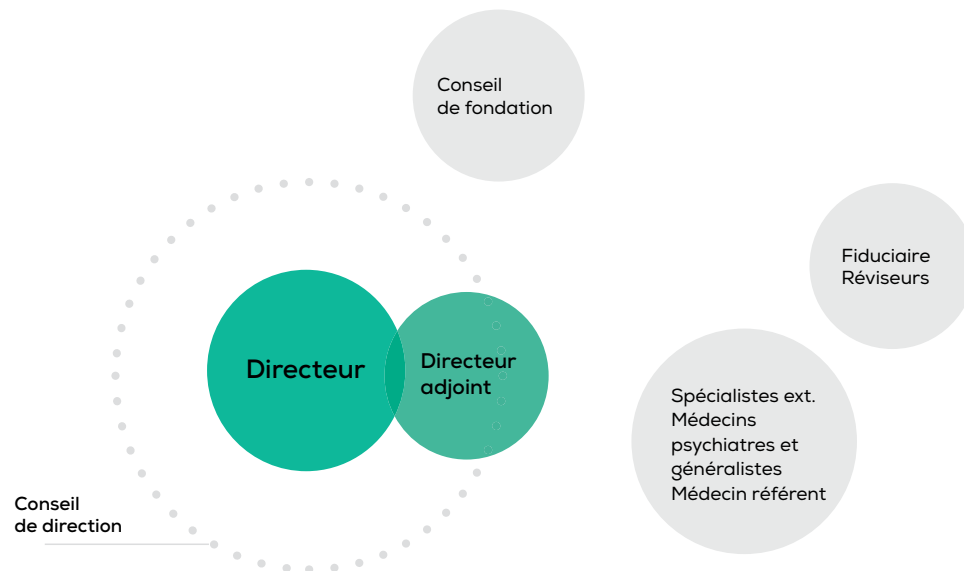 Conseil
de fondation
Fiduciaire
Réviseurs
Directeur
Directeur
adjoint
Spécialistes ext.
Médecins
psychiatres et
généralistes
Médecin référent
Conseil
de direction